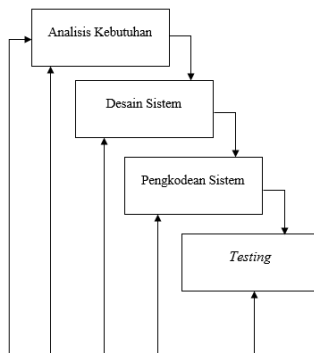 Analisis Kebutuhan
Desain Sistem
Pengkodean Sistem
Testing